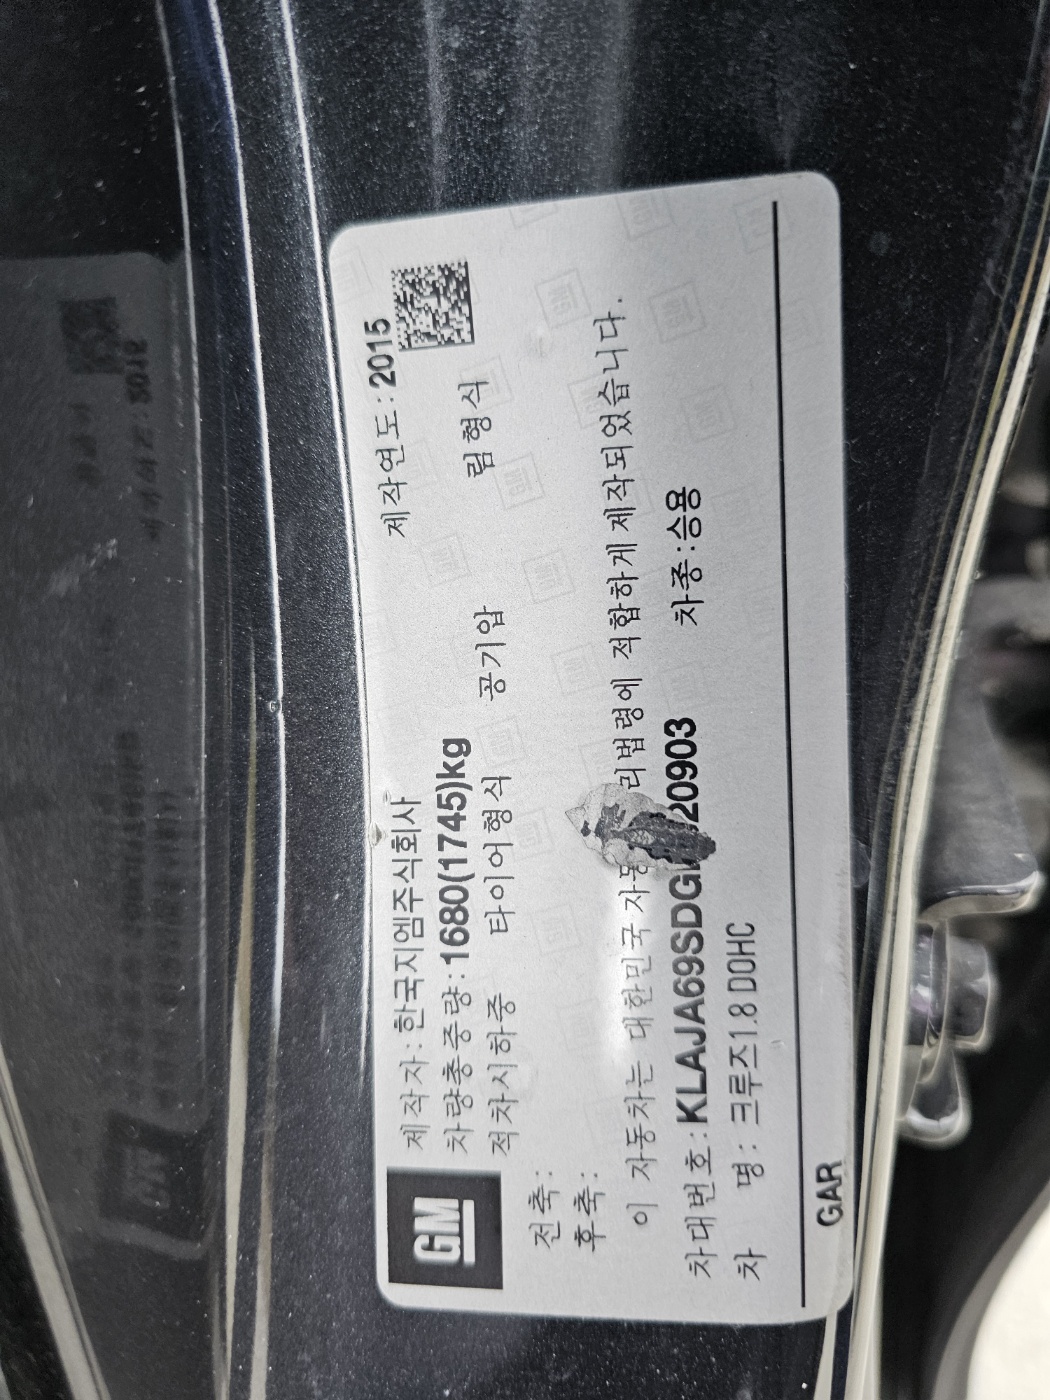 GM
제작자:한국지엠주식회사 제작연도:2015
차량총중량:1680(1745)kg
적차시하중 타이어형식 공기압 림형식
전축:
후축:
이 자동차는 대한민국 리법령에 적합하게 제작되었습니다.
차대번호:KLAJA69SDG 20903 차종:승용
차 명: 크루즈1.8 DOHC
GAR